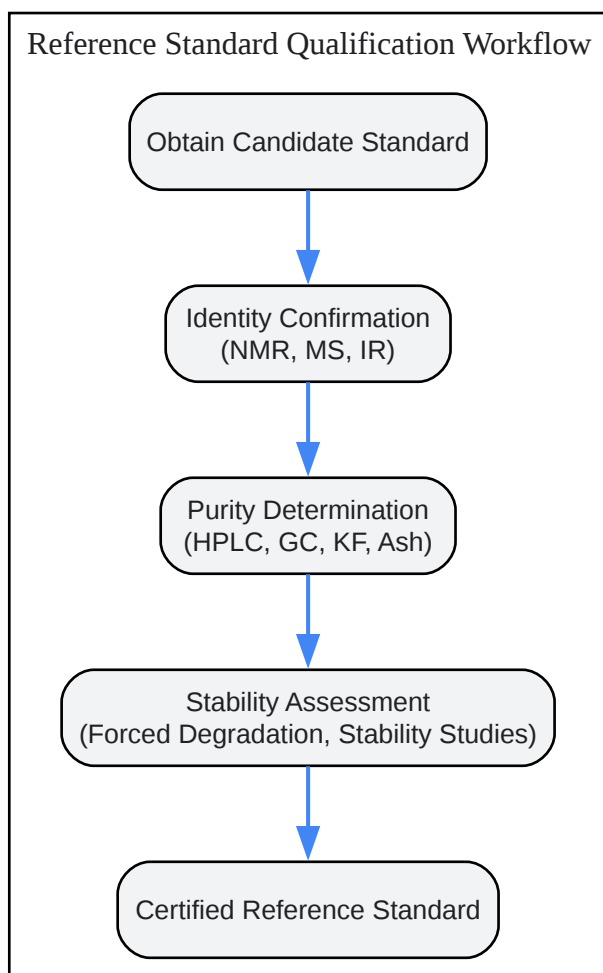 Reference Standard Qualification Workflow
Obtain Candidate Standard
Identity Confirmation
(NMR, MS, IR)
Purity Determination
(HPLC, GC, KF, Ash)
Stability Assessment
(Forced Degradation, Stability Studies)
Certified Reference Standard